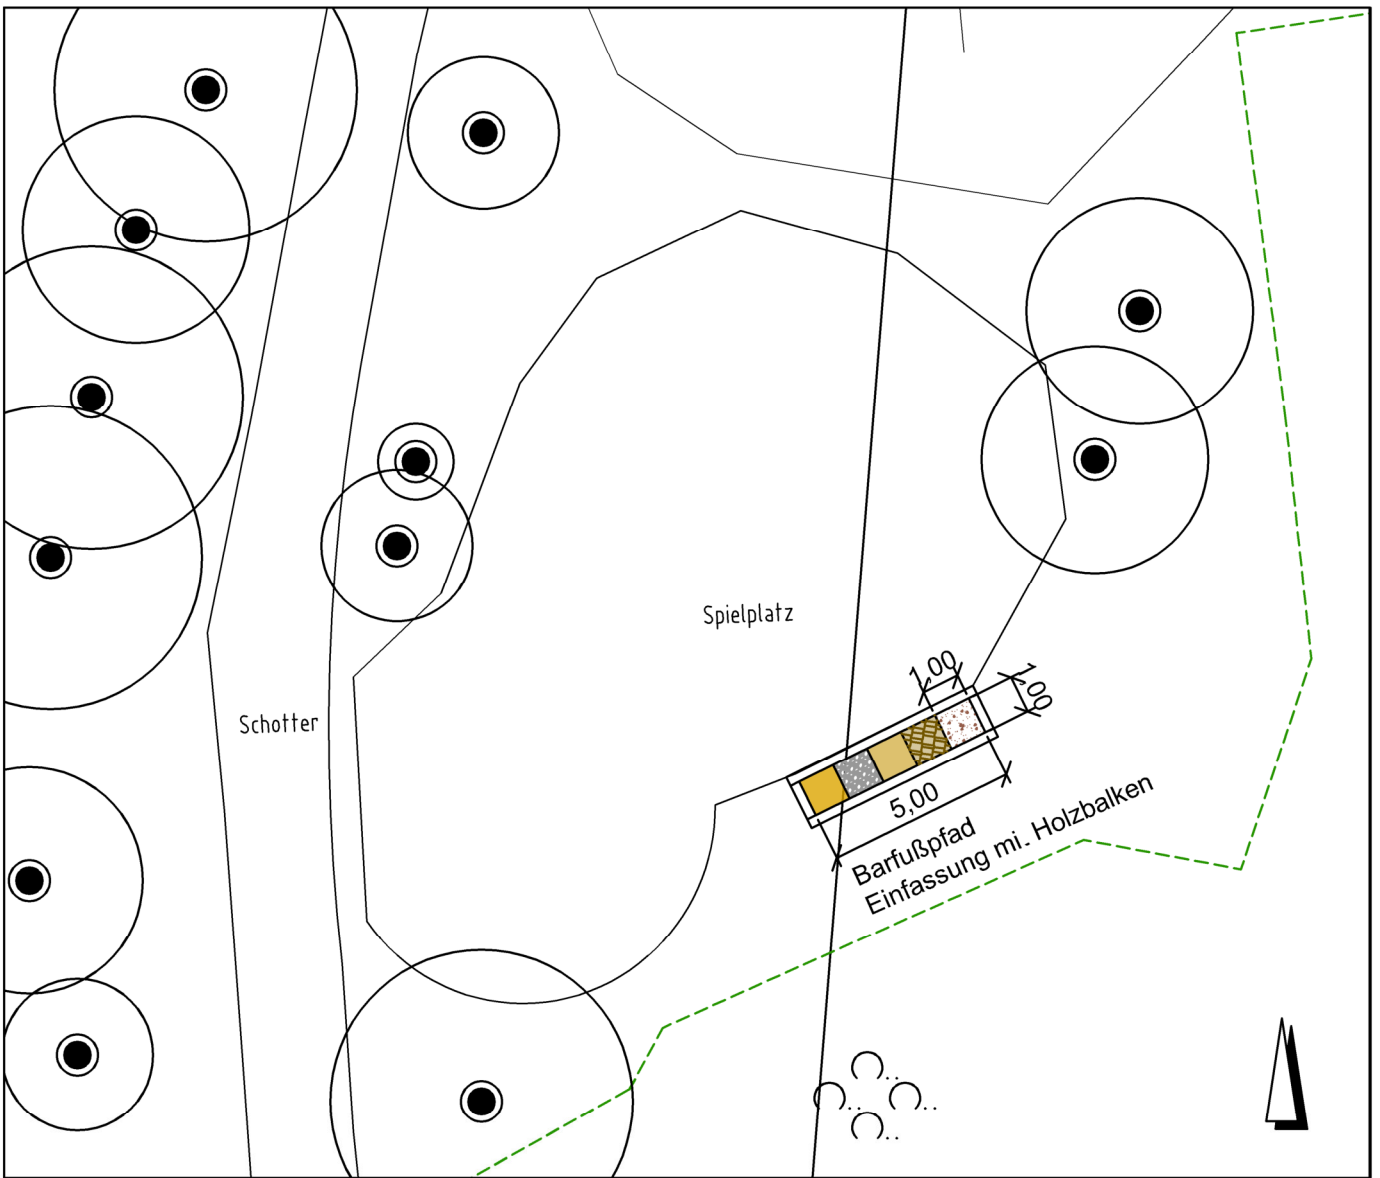 Spielplatz
1,00
1,00
Schotter
5,00
Barfußpfad
Einfassung mi. Holzbalken